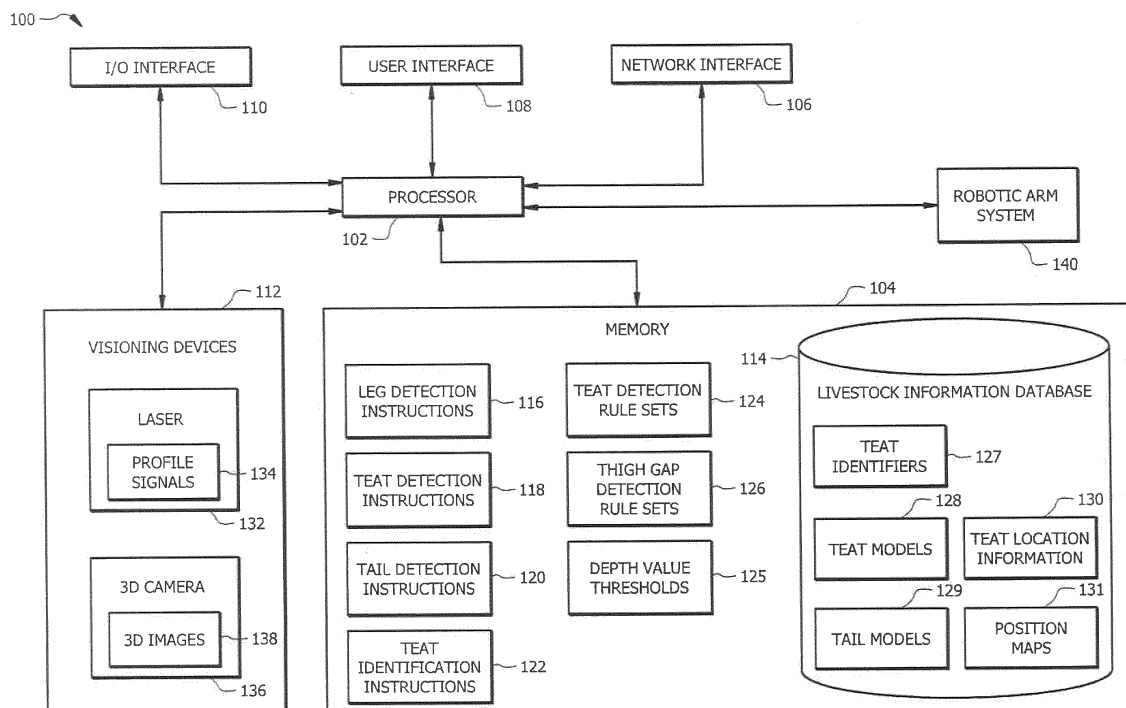 100
I/O INTERFACE
110
USER INTERFACE
108
NETWORK INTERFACE
106
PROCESSOR
102
ROBOTIC ARM
SYSTEM
140
112
VISIONING DEVICES
LASER
PROFILE
SIGNALS
134
132
3D CAMERA
3D IMAGES
138
136
104
MEMORY
LEG DETECTION
INSTRUCTIONS
116
TEAT DETECTION
INSTRUCTIONS
118
TAIL DETECTION
INSTRUCTIONS
120
TEAT
IDENTIFICATION
INSTRUCTIONS
122
TEAT DETECTION
RULE SETS
124
THIGH GAP
DETECTION
RULE SETS
126
DEPTH VALUE
THRESHOLDS
125
114
LIVESTOCK INFORMATION DATABASE
TEAT
IDENTIFIERS
127
128
TEAT MODELS
130
TEAT LOCATION
INFORMATION
129
TAIL MODELS
131
POSITION
MAPS